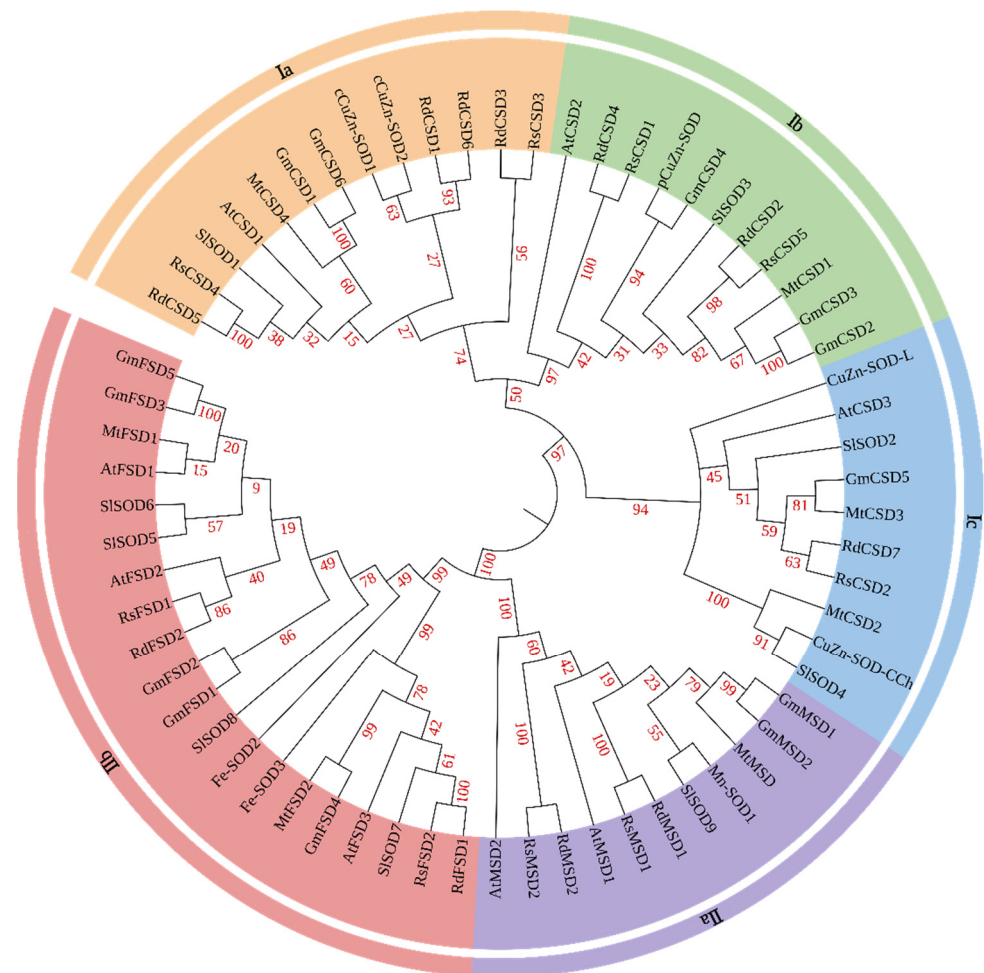 Ia
Ib
Ic
IIa
IIb
RdCSD5
RsCSD4
SlSOD1
AtCSD1
MtCSD4
GmCSD1
GmCSD6
cCuZn-SOD1
cCuZn-SOD2
RdCSD1
RdCSD6
RdCSD3
RsCSD3
AtCSD2
RdCSD4
RsCSD1
pCuZn-SOD
GmCSD4
SlSOD3
RdCSD2
RsCSD5
MtCSD1
GmCSD3
GmCSD2
CuZn-SOD-L
AtCSD3
SlSOD2
GmCSD5
MtCSD3
RdCSD7
RsCSD2
MtCSD2
CuZn-SOD-CCh
SlSOD4
GmMSD1
GmMSD2
MtMSD
Mn-SOD1
SlSOD9
RdMSD1
RsMSD1
AtMSD1
RdMSD2
RsMSD2
AtMSD2
RdFSD1
RsFSD2
SlSOD7
AtFSD3
GmFSD4
MtFSD2
Fe-SOD3
Fe-SOD2
SlSOD8
GmFSD1
GmFSD2
RdFSD2
RsFSD1
AtFSD2
SlSOD5
SlSOD6
AtFSD1
MtFSD1
GmFSD3
GmFSD5
100
38
32
15
60
100
27
63
93
27
56
74
50
97
42
100
31
94
33
82
98
67
100
97
94
45
51
59
81
63
100
91
100
100
60
100
42
19
100
23
55
79
99
99
99
78
99
42
61
100
49
78
49
86
19
40
86
9
57
20
15
100